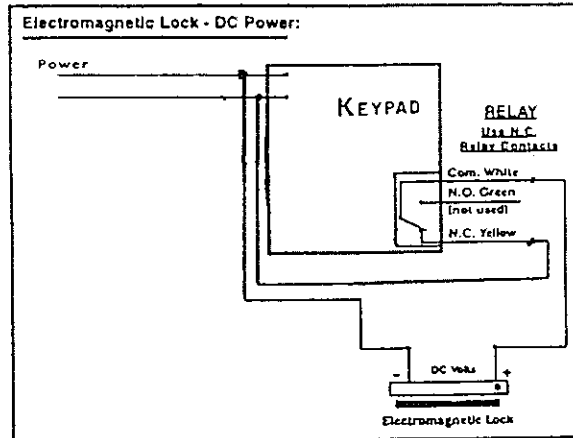 Electromagnetic Lock - DC Power:
Power
KEYPAD
RELAY
Use N.C.
Relay Contacts
Com. White
N.O. Green
(not used)
N.C. Yellow
- DC Volts +
Electromagnetic Lock